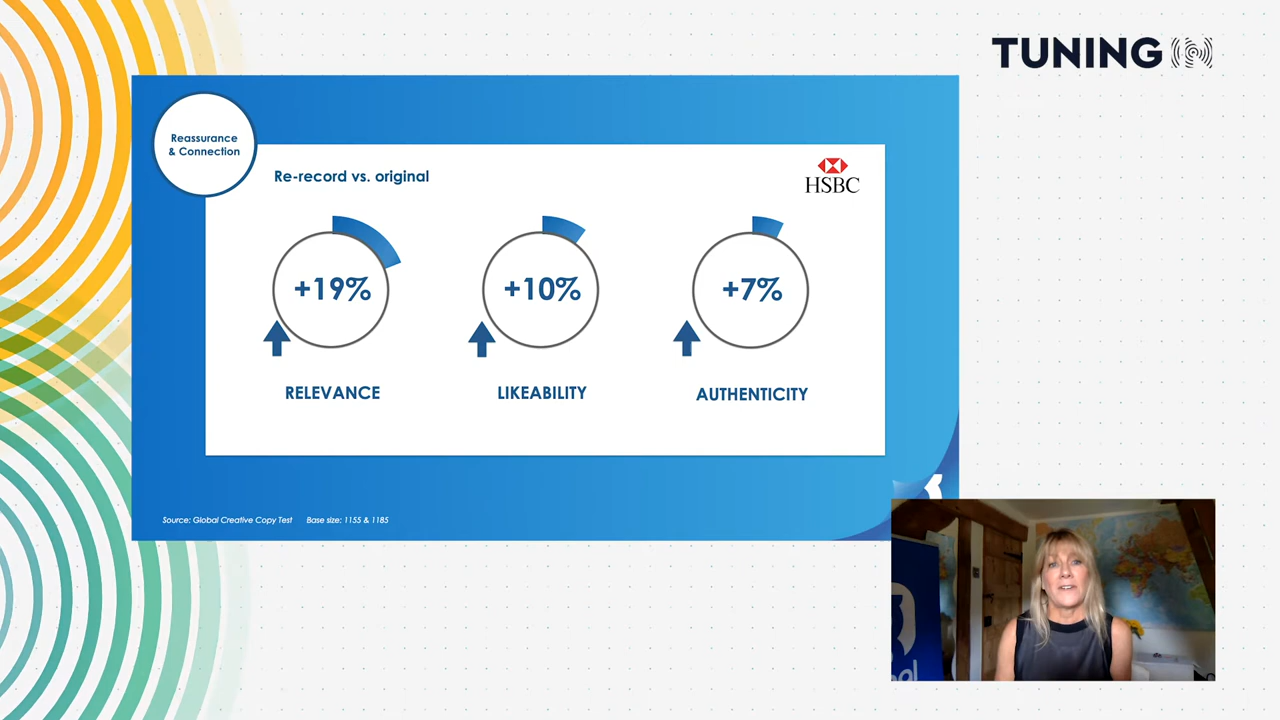 TUNING
Reassurance
& Connection
Re-record vs. original
HSBC
+19%
+10%
+7%
RELEVANCE
LIKEABILITY
AUTHENTICITY
Source: Global Creative Copy Test Base size: 1155 & 1185